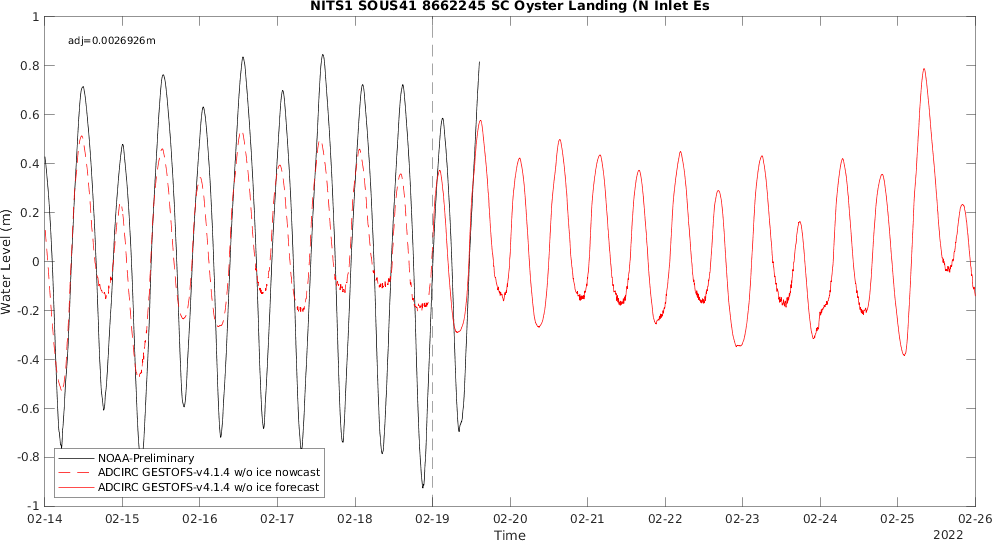 NITS1 SOUS41 8662245 SC Oyster Landing (N Inlet Es
adj=0.0026926m
1
0.8
0.6
0.4
0.2
0
-0.2
-0.4
-0.6
-0.8
-1
Water Level (m)
NOAA-Preliminary
ADCIRC GESTOFS-v4.1.4 w/o ice nowcast
ADCIRC GESTOFS-v4.1.4 w/o ice forecast
02-14 02-15 02-16 02-17 02-18 02-19 02-20 02-21 02-22 02-23 02-24 02-25 02-26
Time
2022